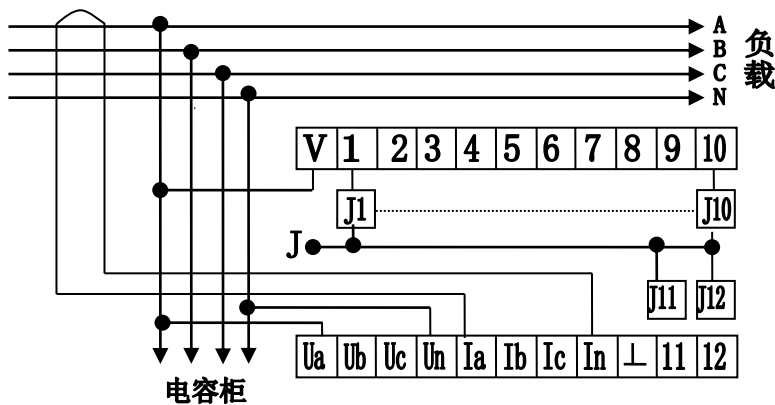 A
B
C
N
负载
V 1 2 3 4 5 6 7 8 9 10
J1 J10
J
J11 J12
Ua Ub Uc Un Ia Ib Ic In ⊥ 11 12
电容柜